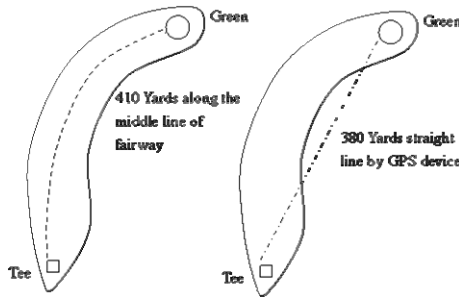 Green
410 Yards along the
middle line of
fairway
Tee
Green
380 Yards straight
line by GPS device
Tee